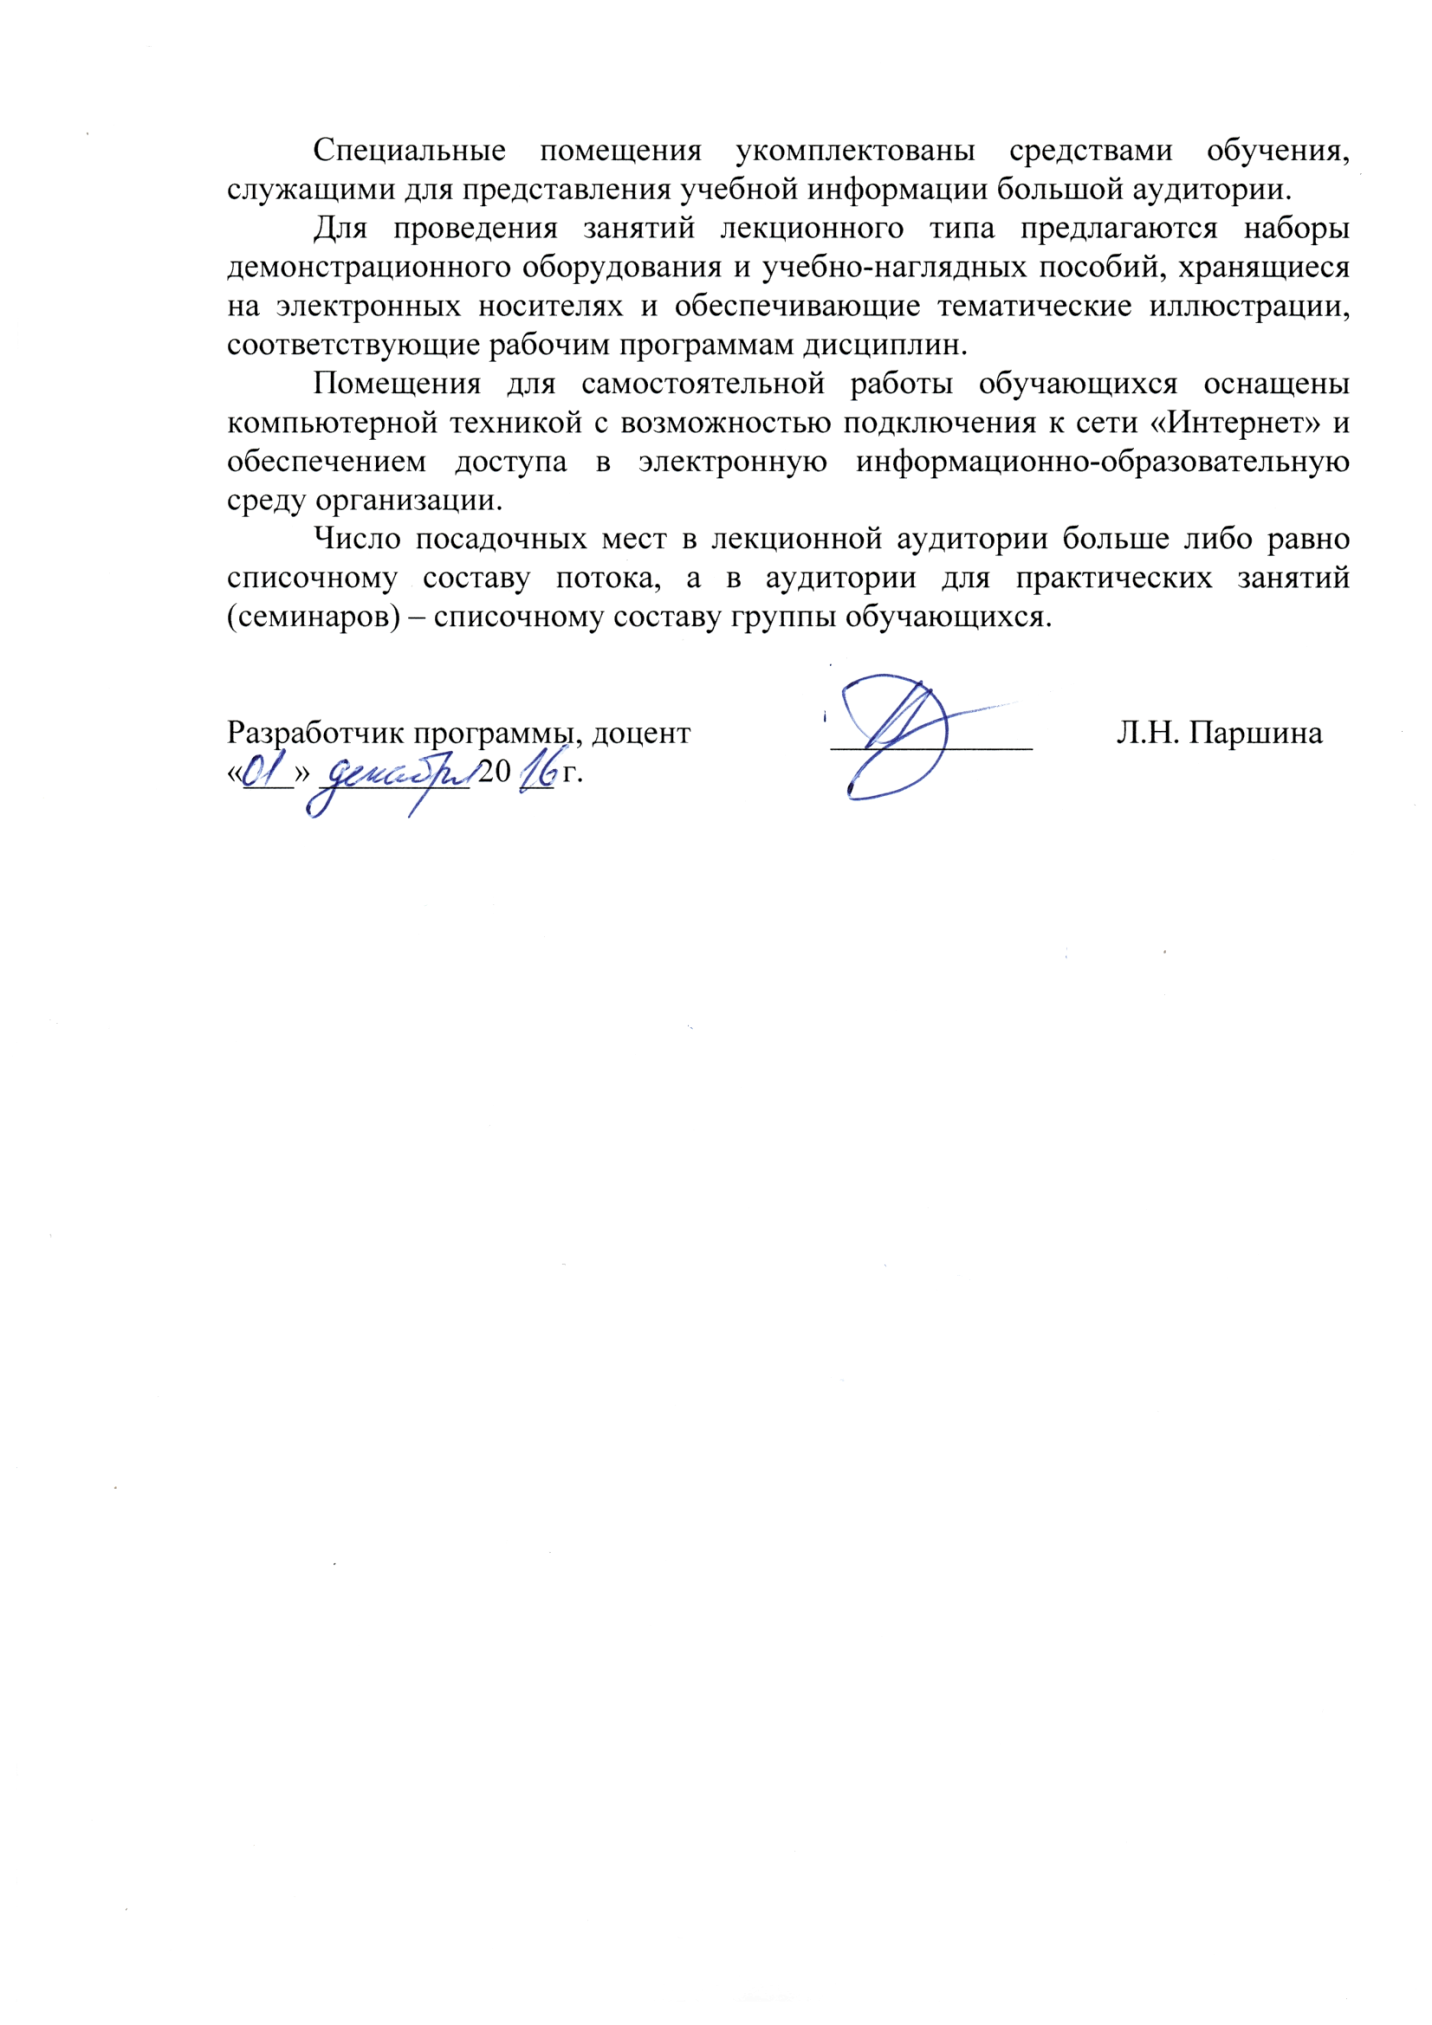 Специальные помещения укомплектованы средствами обучения,
служащими для представления учебной информации большой аудитории.
Для проведения занятий лекционного типа предлагаются наборы
демонстрационного оборудования и учебно-наглядных пособий, хранящиеся
на электронных носителях и обеспечивающие тематические иллюстрации,
соответствующие рабочим программам дисциплин.
Помещения для самостоятельной работы обучающихся оснащены
компьютерной техникой с возможностью подключения к сети «Интернет» и
обеспечением доступа в электронную информационно-образовательную
среду организации.
Число посадочных мест в лекционной аудитории больше либо равно
списочному составу потока, а в аудитории для практических занятий
(семинаров) – списочному составу группы обучающихся.
Разработчик программы, доцент Л.Н. Паршина
«01» декабря 20 16 г.